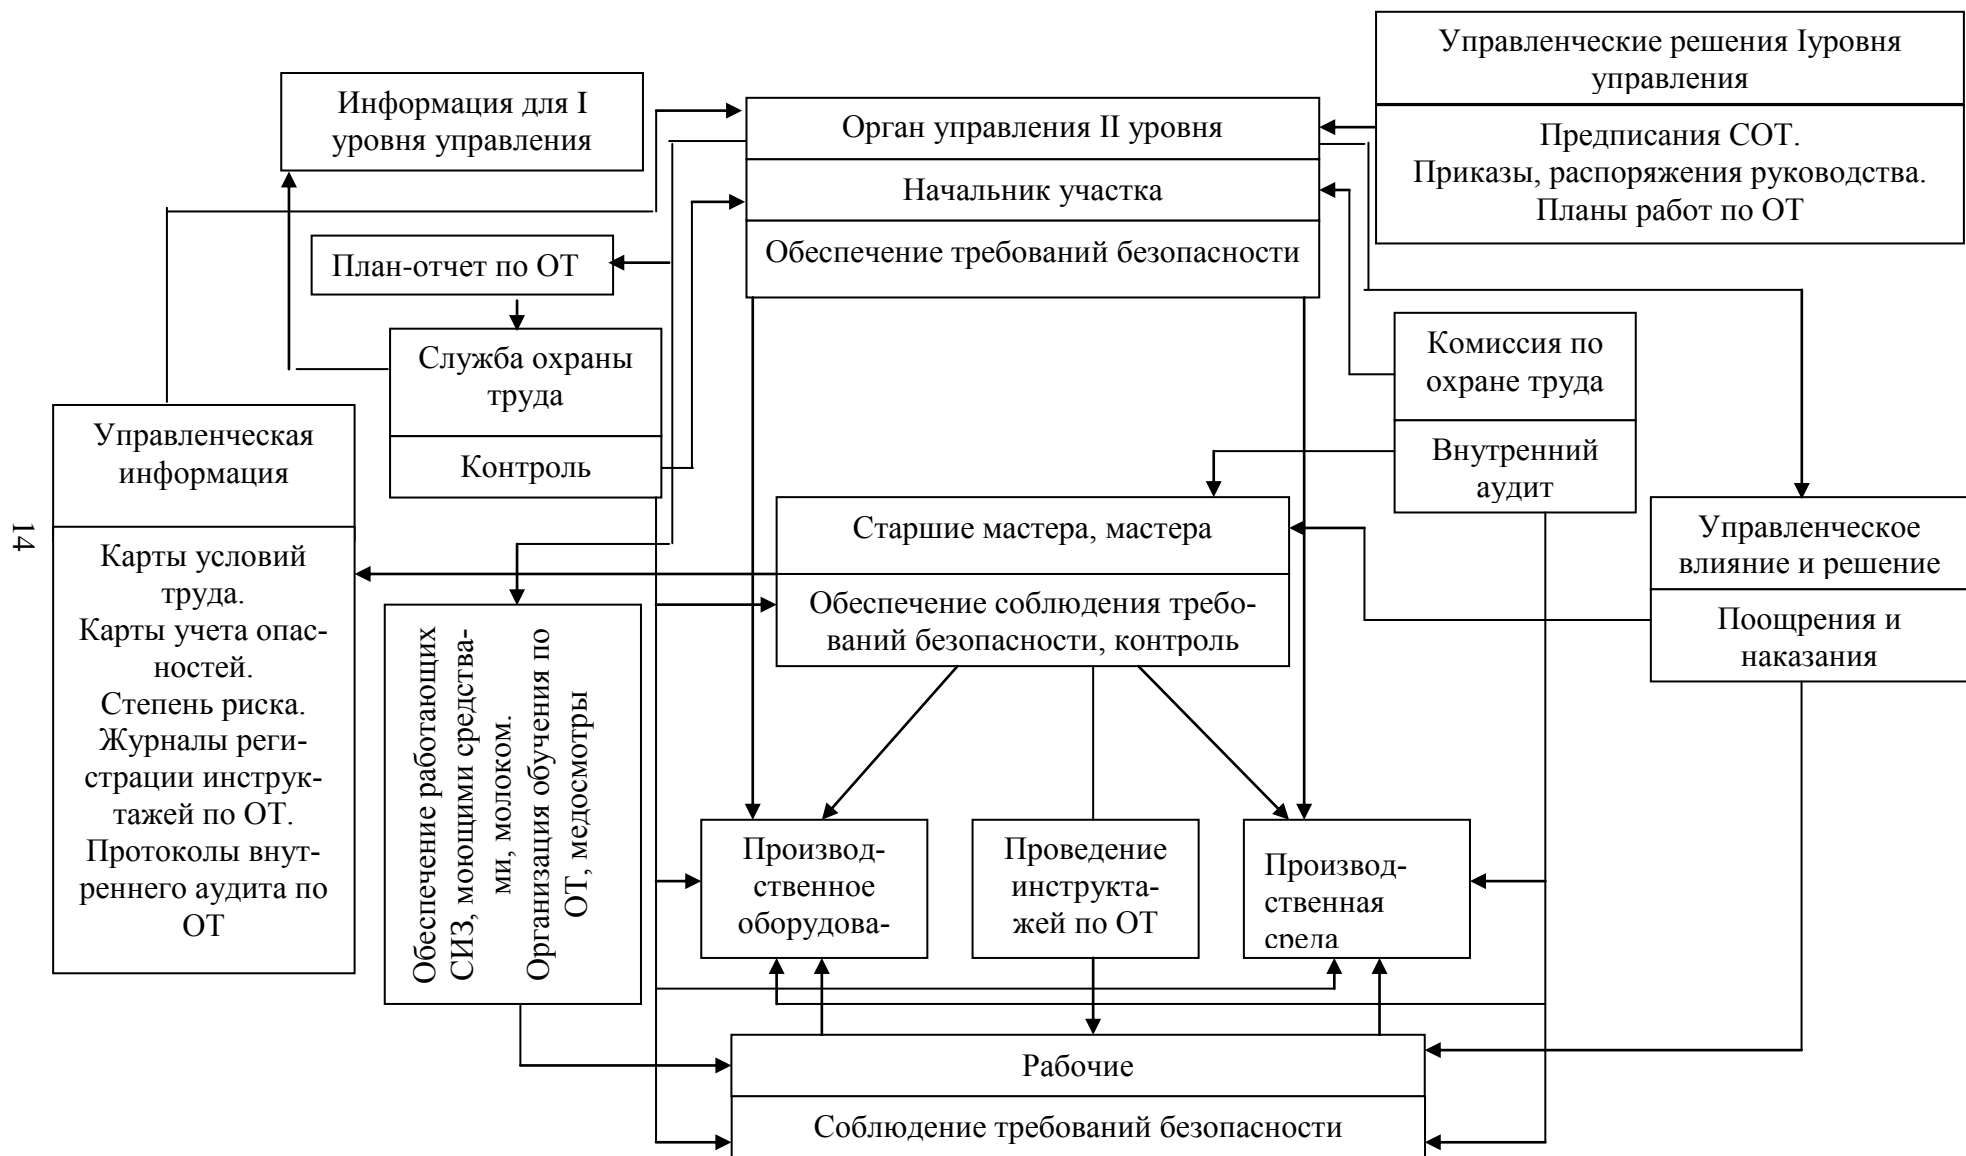 Управленческие решения Iуровня
управления
Предписания СОТ.
Приказы, распоряжения руководства.
Планы работ по ОТ
Информация для I
уровня управления
Орган управления II уровня
Начальник участка
Обеспечение требований безопасности
План-отчет по ОТ
Служба охраны
труда
Контроль
Комиссия по
охране труда
Внутренний
аудит
Управленческая
информация
Карты условий
труда.
Карты учета опас-
ностей.
Степень риска.
Журналы реги-
страции инструк-
тажей по ОТ.
Протоколы внут-
реннего аудита по
ОТ
14
Старшие мастера, мастера
Обеспечение соблюдения требо-
ваний безопасности, контроль
Управленческое
влияние и решение
Поощрения и
наказания
Обеспечение работающих
СИЗ, моющими средства-
ми, молоком.
Организация обучения по
ОТ, медосмотры
Производ-
ственное
оборудова-
Проведение
инструкта-
жей по ОТ
Производ-
ственная
среда
Рабочие
Соблюдение требований безопасности